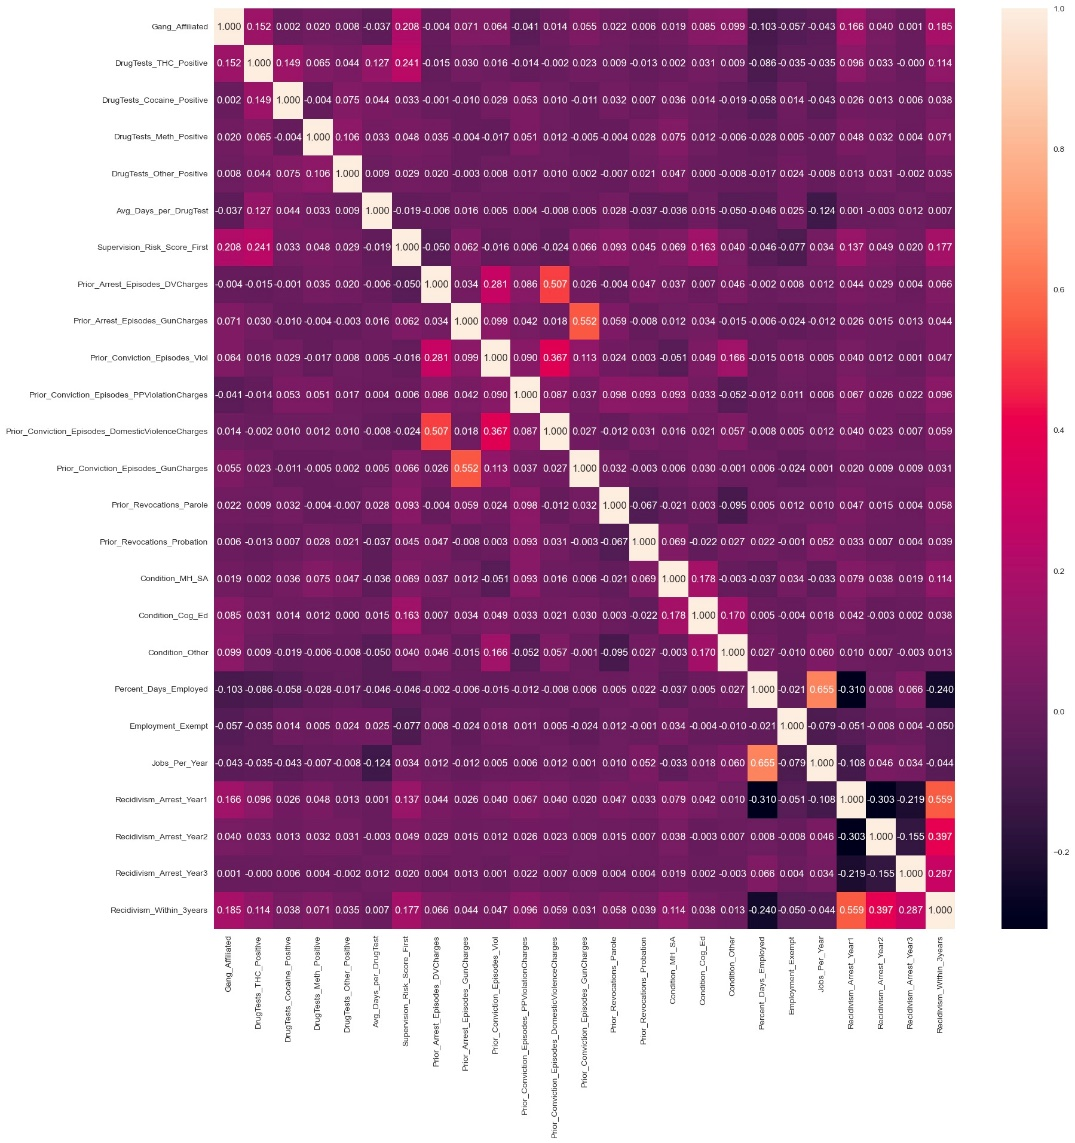 Gang_Affiliated 1.000 0.152 0.002 0.020 0.008 -0.037 0.208 -0.004 0.071 0.064 -0.041 0.014 0.055 0.022 0.006 0.019 0.085 0.099 -0.103 -0.057 -0.043 0.166 0.040 0.001 0.185
DrugTests_THC_Positive 0.152 1.000 0.149 0.065 0.044 0.127 0.241 -0.015 0.030 0.016 -0.014 -0.002 0.023 0.009 -0.013 0.002 0.031 0.009 -0.086 -0.035 -0.035 0.096 0.033 -0.000 0.114
DrugTests_Cocaine_Positive 0.002 0.149 1.000 -0.004 0.075 0.044 0.033 -0.001 -0.010 0.029 0.053 0.010 -0.011 0.032 0.007 0.036 0.014 -0.019 -0.058 0.014 -0.043 0.026 0.013 0.006 0.038
DrugTests_Meth_Positive 0.020 0.065 -0.004 1.000 0.106 0.033 0.048 0.035 -0.004 -0.017 0.051 0.012 -0.005 -0.004 0.028 0.075 0.012 -0.006 -0.028 0.005 -0.007 0.048 0.032 0.004 0.071
DrugTests_Other_Positive 0.008 0.044 0.075 0.106 1.000 0.009 0.029 0.020 -0.003 0.008 0.017 0.010 0.002 -0.007 0.021 0.047 0.000 -0.008 -0.017 0.024 -0.008 0.013 0.031 -0.002 0.035
Avg_Days_per_DrugTest -0.037 0.127 0.044 0.033 0.009 1.000 -0.019 -0.006 0.016 0.005 0.004 -0.008 0.005 0.028 -0.037 -0.036 0.015 -0.050 -0.046 0.025 -0.124 0.001 -0.003 0.012 0.007
Supervision_Risk_Score_First 0.208 0.241 0.033 0.048 0.029 -0.019 1.000 -0.050 0.062 -0.016 0.006 -0.024 0.066 0.093 0.045 0.069 0.163 0.040 -0.046 -0.077 0.034 0.137 0.049 0.020 0.177
Prior_Arrest_Episodes_DVCharges -0.004 -0.015 -0.001 0.035 0.020 -0.006 -0.050 1.000 0.034 0.281 0.086 0.507 0.026 -0.004 0.047 0.037 0.007 0.046 -0.002 0.008 0.012 0.044 0.029 0.004 0.066
Prior_Arrest_Episodes_GunCharges 0.071 0.030 -0.010 -0.004 -0.003 0.016 0.062 0.034 1.000 0.099 0.042 0.018 0.552 0.059 -0.008 0.012 0.034 -0.015 -0.006 -0.024 -0.012 0.026 0.015 0.013 0.044
Prior_Conviction_Episodes_Viol 0.064 0.016 0.029 -0.017 0.008 0.005 -0.016 0.281 0.099 1.000 0.090 0.367 0.113 0.024 0.003 -0.051 0.049 0.166 -0.015 0.018 0.005 0.040 0.012 0.001 0.047
Prior_Conviction_Episodes_PPViolationCharges -0.041 -0.014 0.053 0.051 0.017 0.004 0.006 0.086 0.042 0.090 1.000 0.087 0.037 0.098 0.093 0.093 0.033 -0.052 -0.012 0.011 0.006 0.067 0.026 0.022 0.096
Prior_Conviction_Episodes_DomesticViolenceCharges 0.014 -0.002 0.010 0.012 0.010 -0.008 -0.024 0.507 0.018 0.367 0.087 1.000 0.027 -0.012 0.031 0.016 0.021 0.057 -0.008 0.005 0.012 0.040 0.023 0.007 0.059
Prior_Conviction_Episodes_GunCharges 0.055 0.023 -0.011 -0.005 0.002 0.005 0.066 0.026 0.552 0.113 0.037 0.027 1.000 0.032 -0.003 0.006 0.030 -0.001 0.006 -0.024 0.001 0.020 0.009 0.009 0.031
Prior_Revocations_Parole 0.022 0.009 0.032 -0.004 -0.007 0.028 0.093 -0.004 0.059 0.024 0.098 -0.012 0.032 1.000 -0.067 -0.021 0.003 -0.095 0.005 0.012 0.010 0.047 0.015 0.004 0.058
Prior_Revocations_Probation 0.006 -0.013 0.007 0.028 0.021 -0.037 0.045 0.047 -0.008 0.003 0.093 0.031 -0.003 -0.067 1.000 0.069 -0.022 0.027 0.022 -0.001 0.052 0.033 0.007 0.004 0.039
Condition_MH_SA 0.019 0.002 0.036 0.075 0.047 -0.036 0.069 0.037 0.012 -0.051 0.093 0.016 0.006 -0.021 0.069 1.000 0.178 -0.003 -0.037 0.034 -0.033 0.079 0.038 0.019 0.114
Condition_Cog_Ed 0.085 0.031 0.014 0.012 0.000 0.015 0.163 0.007 0.034 0.049 0.033 0.021 0.030 0.003 -0.022 0.178 1.000 0.170 0.005 -0.004 0.018 0.042 -0.003 0.002 0.038
Condition_Other 0.099 0.009 -0.019 -0.006 -0.008 -0.050 0.040 0.046 -0.015 0.166 -0.052 0.057 -0.001 -0.095 0.027 -0.003 0.170 1.000 0.027 -0.010 0.060 0.010 0.007 -0.003 0.013
Percent_Days_Employed -0.103 -0.086 -0.058 -0.028 -0.017 -0.046 -0.046 -0.002 -0.006 -0.015 -0.012 -0.008 0.006 0.005 0.022 -0.037 0.005 0.027 1.000 -0.021 0.655 -0.310 0.008 0.066 -0.240
Employment_Exempt -0.057 -0.035 0.014 0.005 0.024 0.025 -0.077 0.008 -0.024 0.018 0.011 0.005 -0.024 0.012 -0.001 0.034 -0.004 -0.010 -0.021 1.000 -0.079 -0.051 -0.008 0.004 -0.050
Jobs_Per_Year -0.043 -0.035 -0.043 -0.007 -0.008 -0.124 0.034 0.012 -0.012 0.005 0.006 0.012 0.001 0.010 0.052 -0.033 0.018 0.060 0.655 -0.079 1.000 -0.108 0.046 0.034 -0.044
Recidivism_Arrest_Year1 0.166 0.096 0.026 0.048 0.013 0.001 0.137 0.044 0.026 0.040 0.067 0.040 0.020 0.047 0.033 0.079 0.042 0.010 -0.310 -0.051 -0.108 1.000 -0.303 -0.219 0.559
Recidivism_Arrest_Year2 0.040 0.033 0.013 0.032 0.031 -0.003 0.049 0.029 0.015 0.012 0.026 0.023 0.009 0.015 0.007 0.038 -0.003 0.007 0.008 -0.008 0.046 -0.303 1.000 -0.155 0.397
Recidivism_Arrest_Year3 0.001 -0.000 0.006 0.004 -0.002 0.012 0.020 0.004 0.013 0.001 0.022 0.007 0.009 0.004 0.004 0.019 0.002 -0.003 0.066 0.004 0.034 -0.219 -0.155 1.000 0.287
Recidivism_Within_3years 0.185 0.114 0.038 0.071 0.035 0.007 0.177 0.066 0.044 0.047 0.096 0.059 0.031 0.058 0.039 0.114 0.038 0.013 -0.240 -0.050 -0.044 0.559 0.397 0.287 1.000
Gang_Affiliated
DrugTests_THC_Positive
DrugTests_Cocaine_Positive
DrugTests_Meth_Positive
DrugTests_Other_Positive
Avg_Days_per_DrugTest
Supervision_Risk_Score_First
Prior_Arrest_Episodes_DVCharges
Prior_Arrest_Episodes_GunCharges
Prior_Conviction_Episodes_Viol
Prior_Conviction_Episodes_PPViolationCharges
Prior_Conviction_Episodes_DomesticViolenceCharges
Prior_Conviction_Episodes_GunCharges
Prior_Revocations_Parole
Prior_Revocations_Probation
Condition_MH_SA
Condition_Cog_Ed
Condition_Other
Percent_Days_Employed
Employment_Exempt
Jobs_Per_Year
Recidivism_Arrest_Year1
Recidivism_Arrest_Year2
Recidivism_Arrest_Year3
Recidivism_Within_3years
1.0
0.8
0.6
0.4
0.2
0.0
−0.2